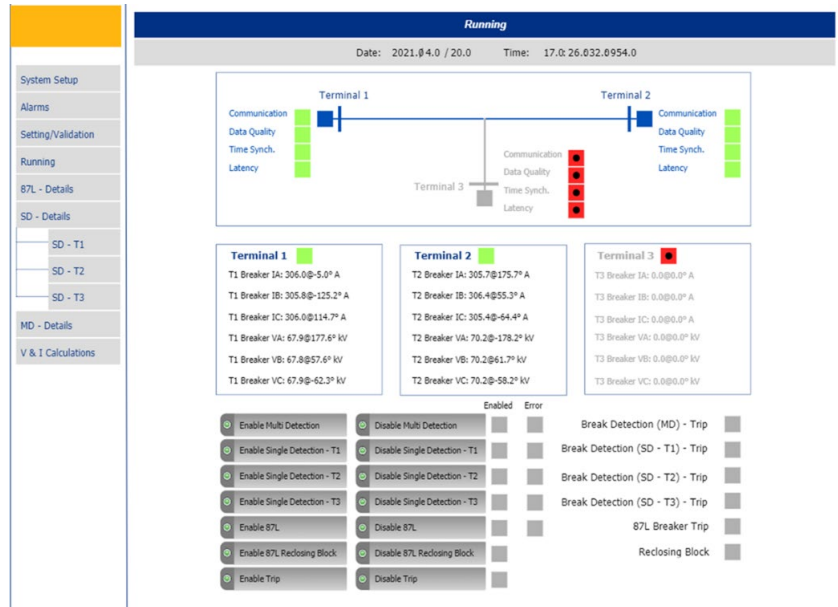 Running
Date: 2021.04.0 / 20.0 Time: 17.0:26.032.0954.0
System Setup
Alarms
Setting/Validation
Running
87L - Details
SD - Details
SD - T1
SD - T2
SD - T3
MD - Details
V & I Calculations
Terminal 1
Communication
Data Quality
Time Synch.
Latency
Terminal 2
Communication
Data Quality
Time Synch.
Latency
Terminal 3
Communication
Data Quality
Time Synch.
Latency
Terminal 1
T1 Breaker IA: 306.0@-5.0° A
T1 Breaker IB: 305.8@-125.2° A
T1 Breaker IC: 306.0@114.7° A
T1 Breaker VA: 67.9@177.6° kV
T1 Breaker VB: 67.8@57.6° kV
T1 Breaker VC: 67.9@-62.3° kV
Terminal 2
T2 Breaker IA: 305.7@175.7° A
T2 Breaker IB: 306.4@55.3° A
T2 Breaker IC: 305.4@-64.4° A
T2 Breaker VA: 70.2@-178.2° kV
T2 Breaker VB: 70.2@61.7° kV
T2 Breaker VC: 70.2@-58.2° kV
Terminal 3
T3 Breaker IA: 0.0@0.0° A
T3 Breaker IB: 0.0@0.0° A
T3 Breaker IC: 0.0@0.0° A
T3 Breaker VA: 0.0@0.0° kV
T3 Breaker VB: 0.0@0.0° kV
T3 Breaker VC: 0.0@0.0° kV
Enabled Error
Enable Multi Detection Disable Multi Detection
Enable Single Detection - T1 Disable Single Detection - T1
Enable Single Detection - T2 Disable Single Detection - T2
Enable Single Detection - T3 Disable Single Detection - T3
Enable 87L Disable 87L
Enable 87L Reclosing Block Disable 87L Reclosing Block
Enable Trip Disable Trip
Break Detection (MD) - Trip
Break Detection (SD - T1) - Trip
Break Detection (SD - T2) - Trip
Break Detection (SD - T3) - Trip
87L Breaker Trip
Reclosing Block